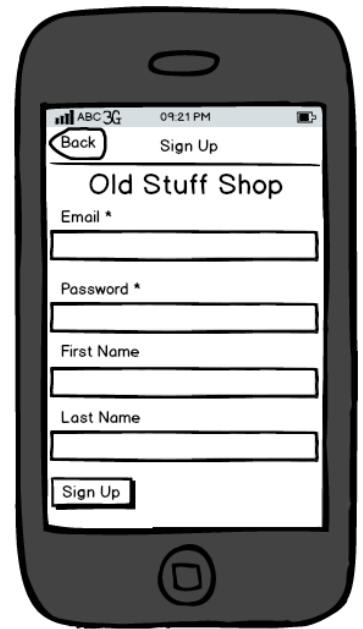 ABC 3G 09:21 PM
Back Sign Up
Old Stuff Shop
Email *
Password *
First Name
Last Name
Sign Up